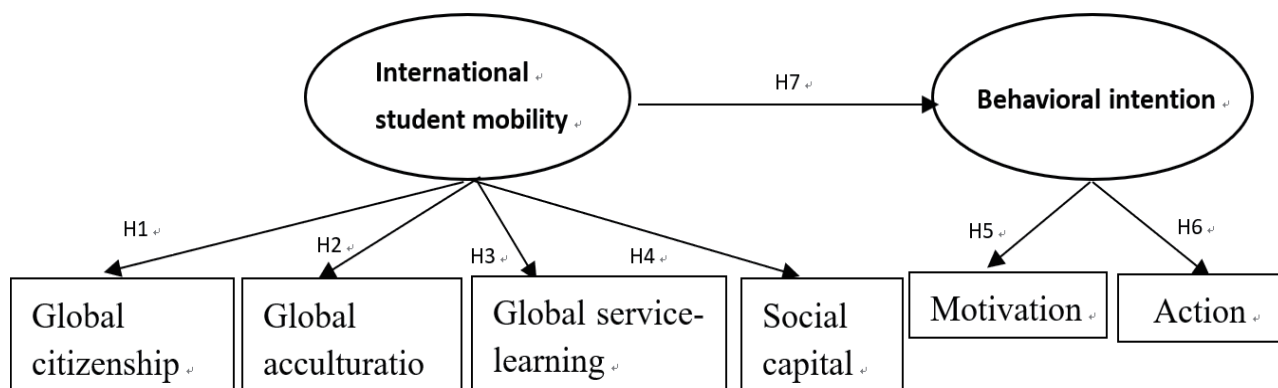 International
student mobility
H7
Behavioral intention
H1
H2
H3
H4
H5
H6
Global
citizenship
Global
acculturatio
Global service-
learning
Social
capital
Motivation
Action